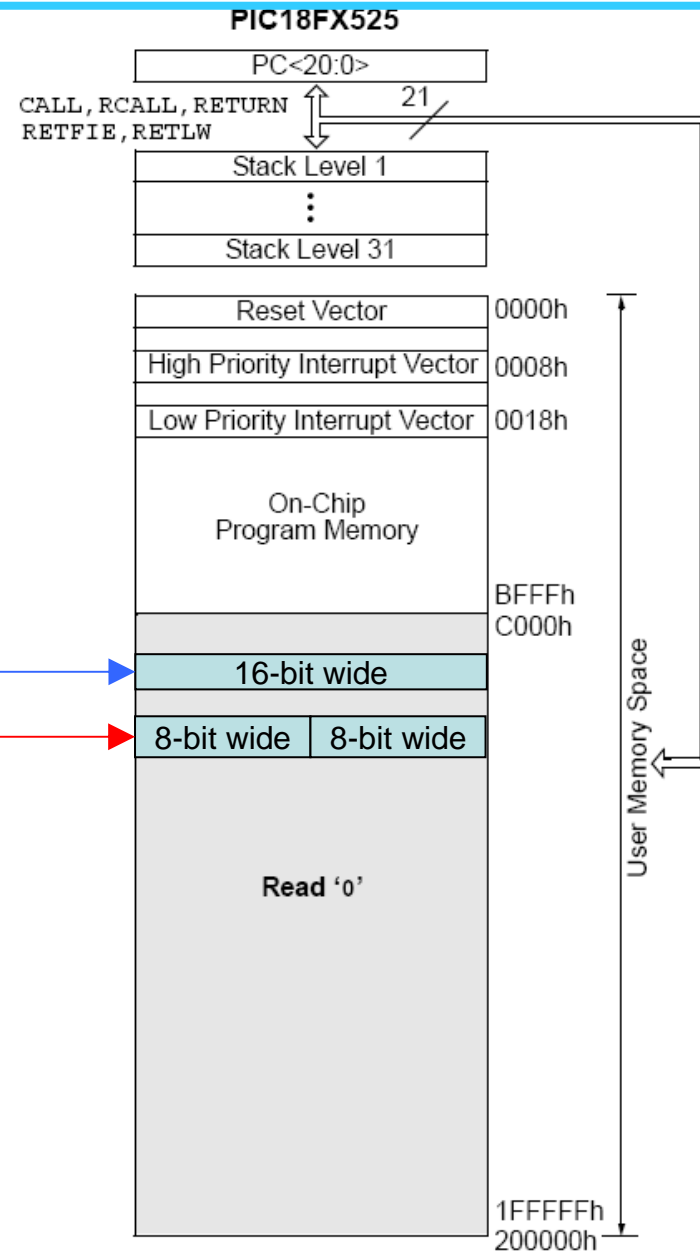 PIC18FX525
PC<20:0>
CALL, RCALL, RETURN
RETFIE, RETLW
21
Stack Level 1
Stack Level 31
Reset Vector
0000h
High Priority Interrupt Vector
0008h
Low Priority Interrupt Vector
0018h
On-Chip
Program Memory
BFFFh
C000h
16-bit wide
8-bit wide
8-bit wide
User Memory Space
Read ‘0’
1FFFFFh
200000h